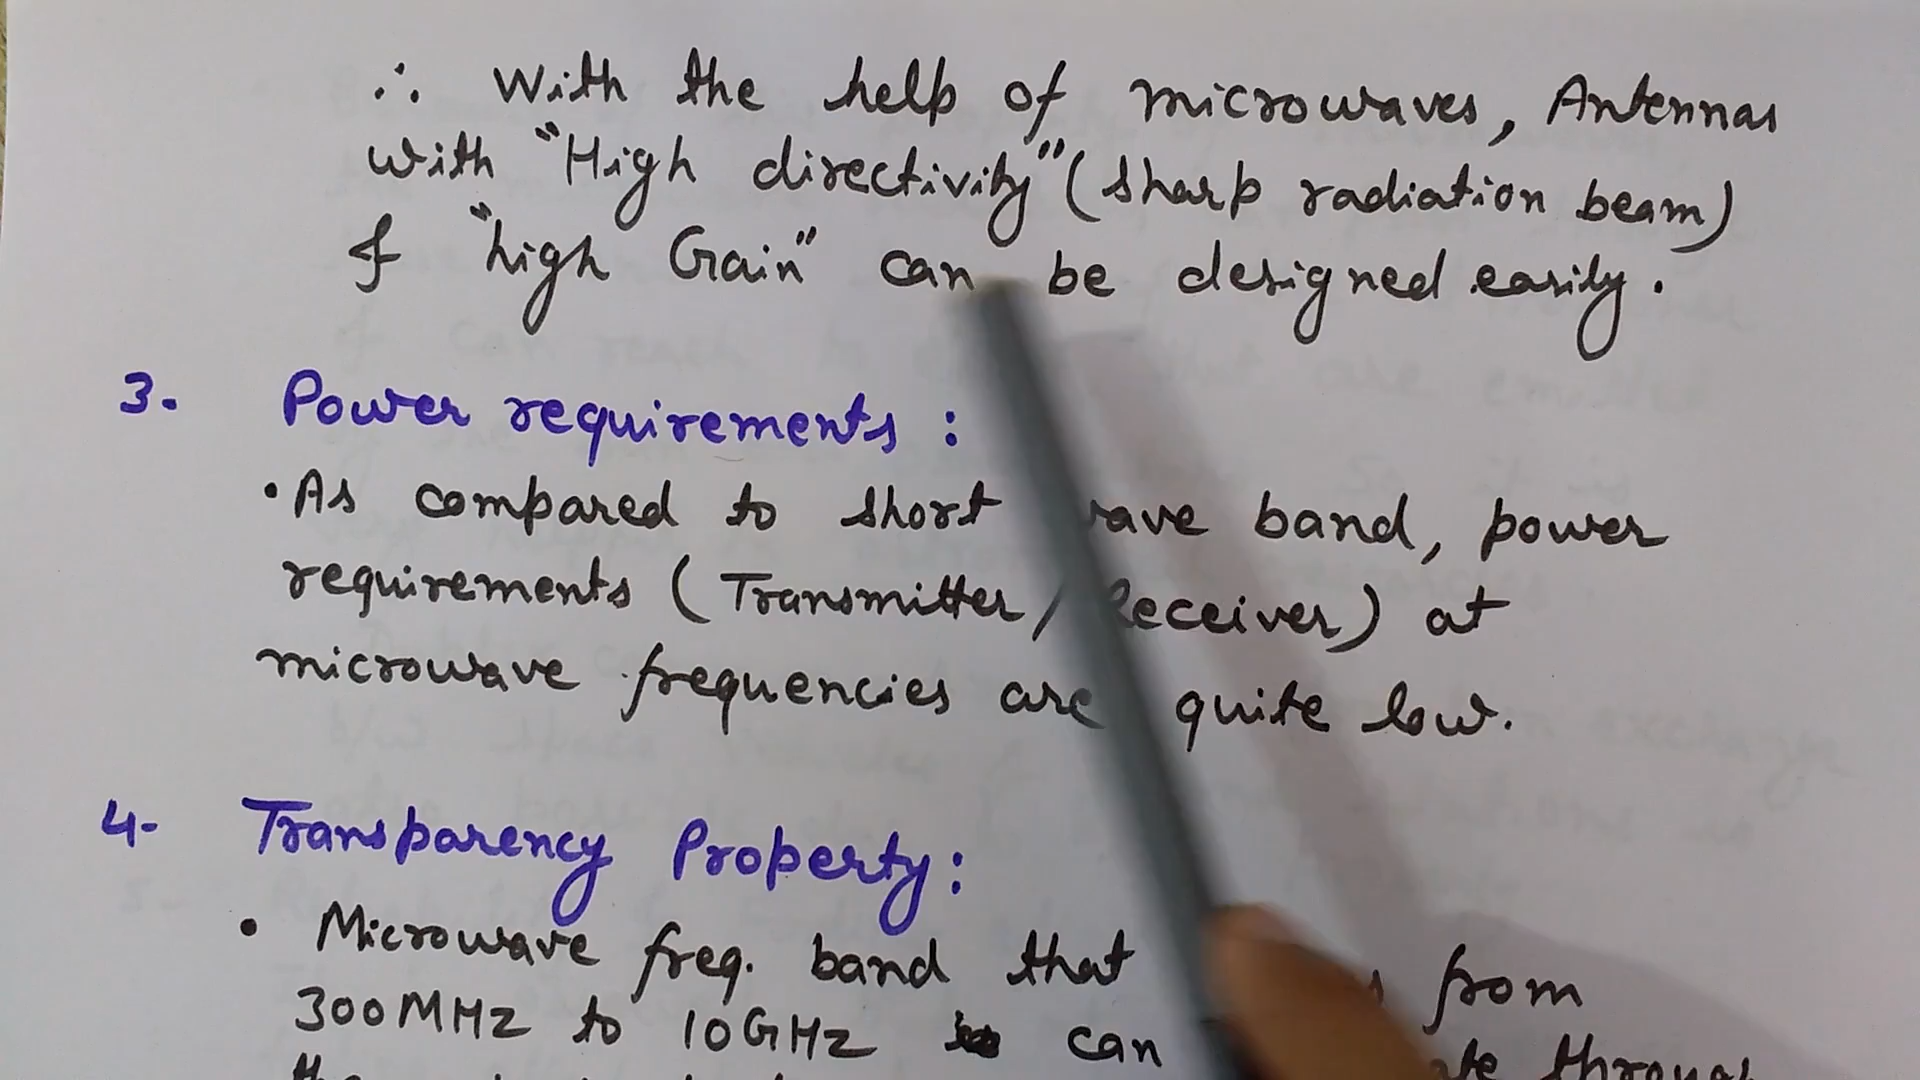 ∴ With the help of microwaves, Antennas
with "High directivity" (sharp radiation beam)
& "high Gain" can be designed easily.
3. Power requirements :
• As compared to short band, power
requirements (Transmitter/ ) at
microwave frequencies are quite low.
4. Transparency Property :
• Microwave freq. band that from
300MHz to 10GHz can through